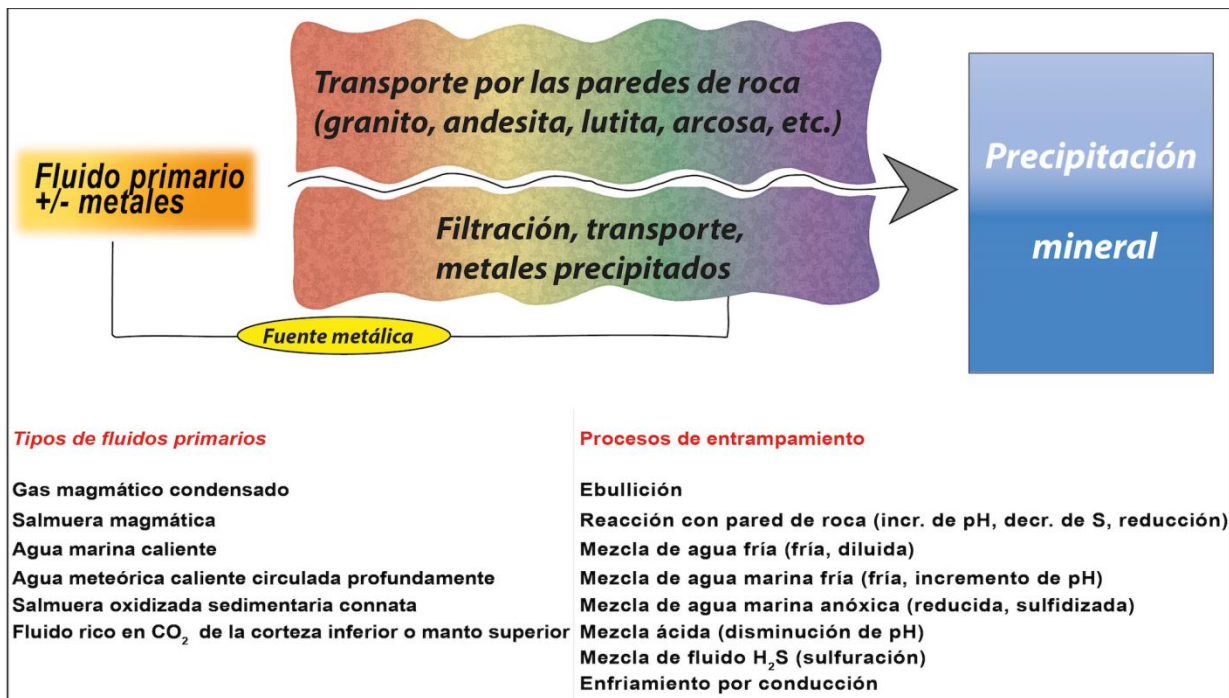 Transporte por las paredes de roca
(granito, andesita, lutita, arcosa, etc.)
Fluido primario
+/- metales
Filtración, transporte,
metales precipitados
Fuente metálica
Precipitación
mineral
Tipos de fluidos primarios
Gas magmático condensado
Salmuera magmática
Agua marina caliente
Agua meteórica caliente circulada profundamente
Salmuera oxidizada sedimentaria connata
Fluido rico en CO₂ de la corteza inferior o manto superior
Procesos de entrampamiento
Ebullición
Reacción con pared de roca (incr. de pH, decr. de S, reducción)
Mezcla de agua fría (fría, diluida)
Mezcla de agua marina fría (fría, incremento de pH)
Mezcla de agua marina anóxica (reducida, sulfidizada)
Mezcla ácida (disminución de pH)
Mezcla de fluido H₂S (sulfuración)
Enfriamiento por conducción